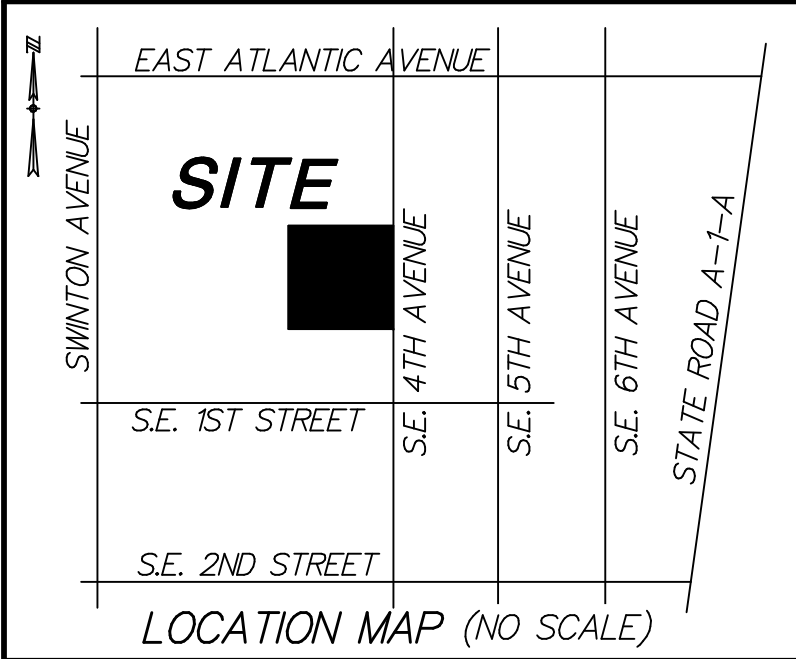 N
EAST ATLANTIC AVENUE
SWINTON AVENUE
SITE
S.E. 4TH AVENUE
S.E. 5TH AVENUE
S.E. 6TH AVENUE
STATE ROAD A-1-A
S.E. 1ST STREET
S.E. 2ND STREET
LOCATION MAP (NO SCALE)